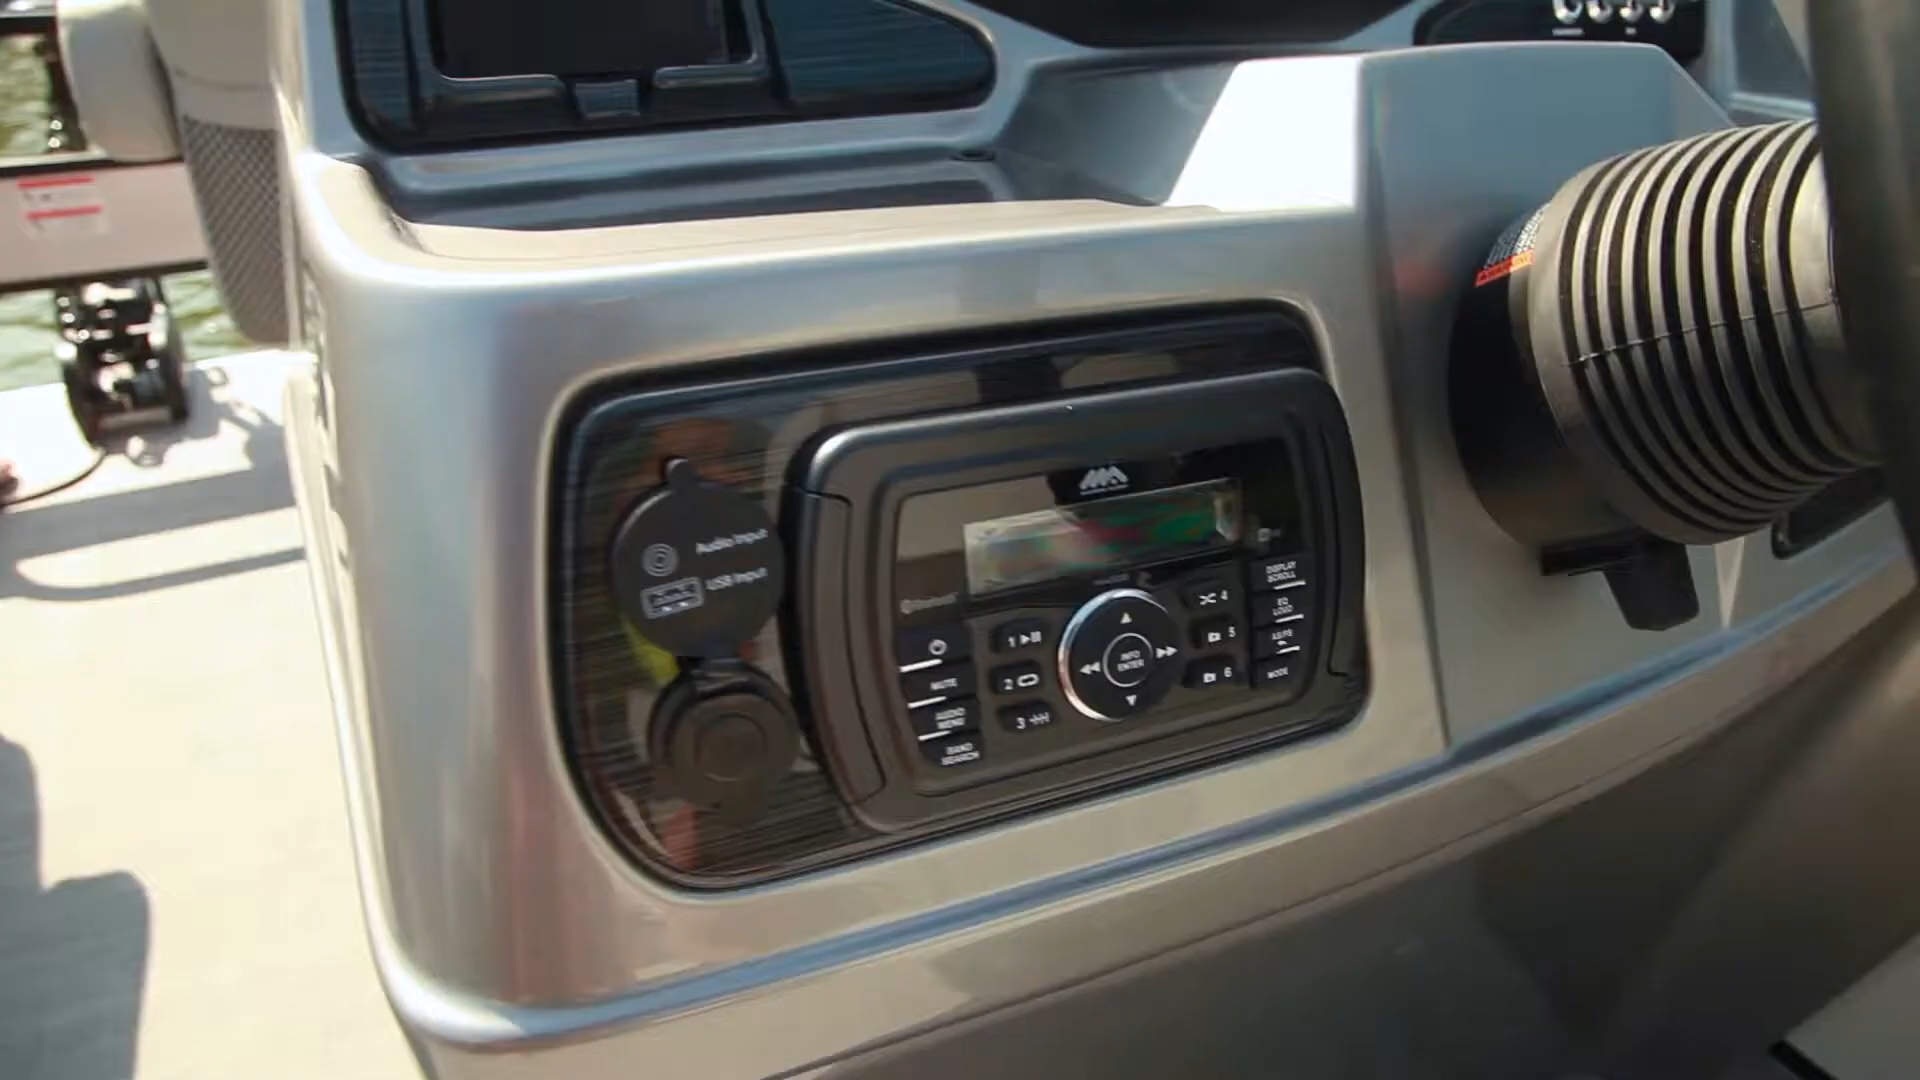 Audio Input
USB Input
Bluetooth
MUTE
AUDIO
MENU
BAND
SEARCH
1
2
3
INFO
ENTER
4
5
6
DISPLAY
SCROLL
EQ
LOUD
AS/PS
MODE